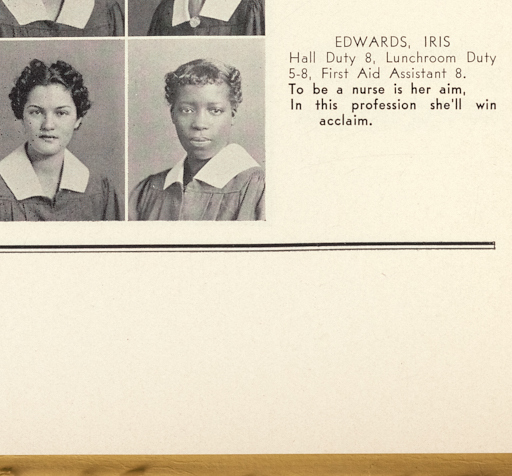 EDWARDS, IRIS
Hall Duty 8, Lunchroom Duty
5-8, First Aid Assistant 8.
To be a nurse is her aim,
In this profession she'll win
acclaim.